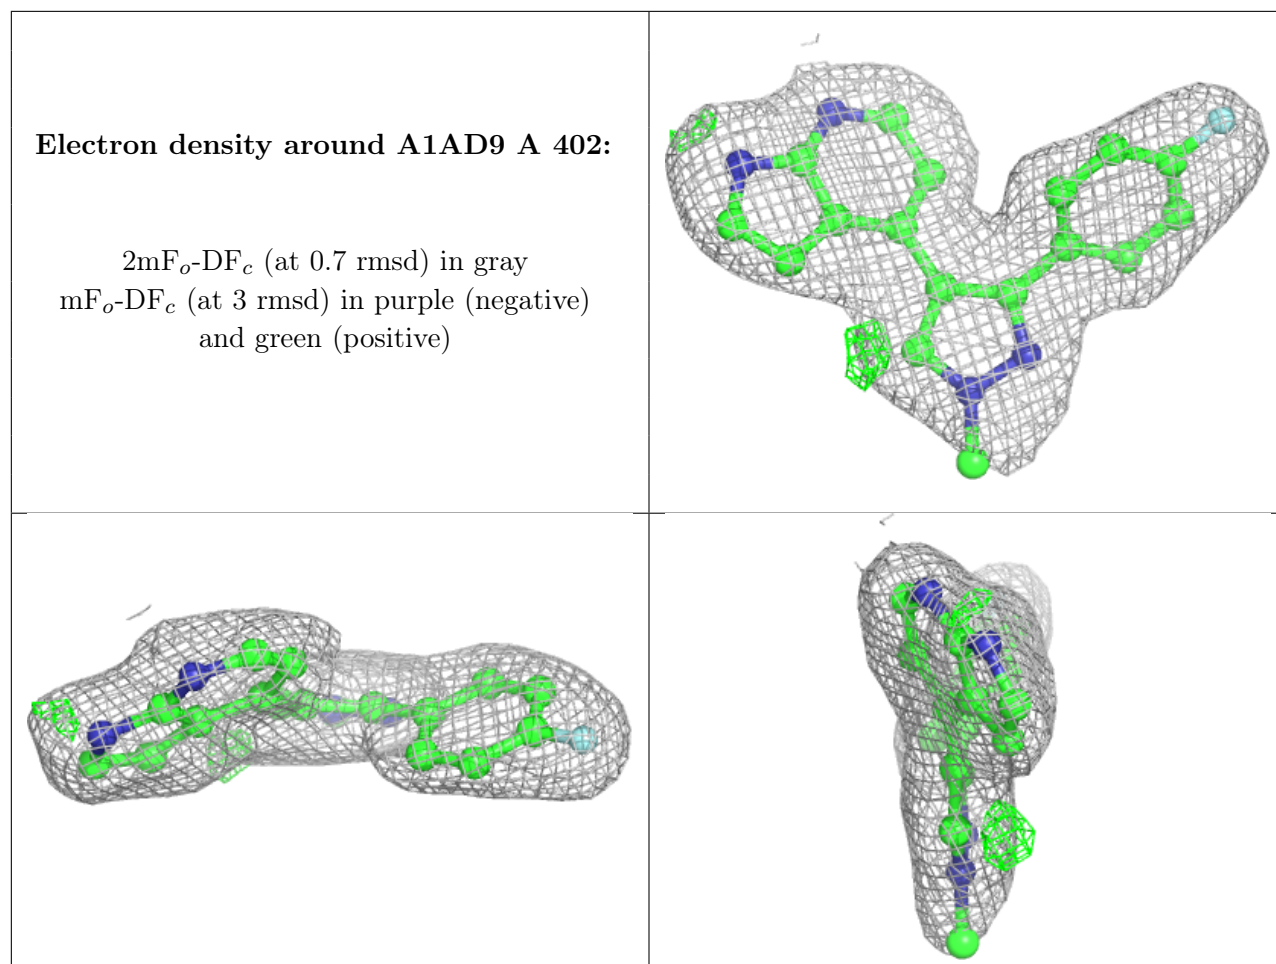 Electron density around A1AD9 A 402:
2mFo-DFc (at 0.7 rmsd) in gray
mFo-DFc (at 3 rmsd) in purple (negative)
and green (positive)